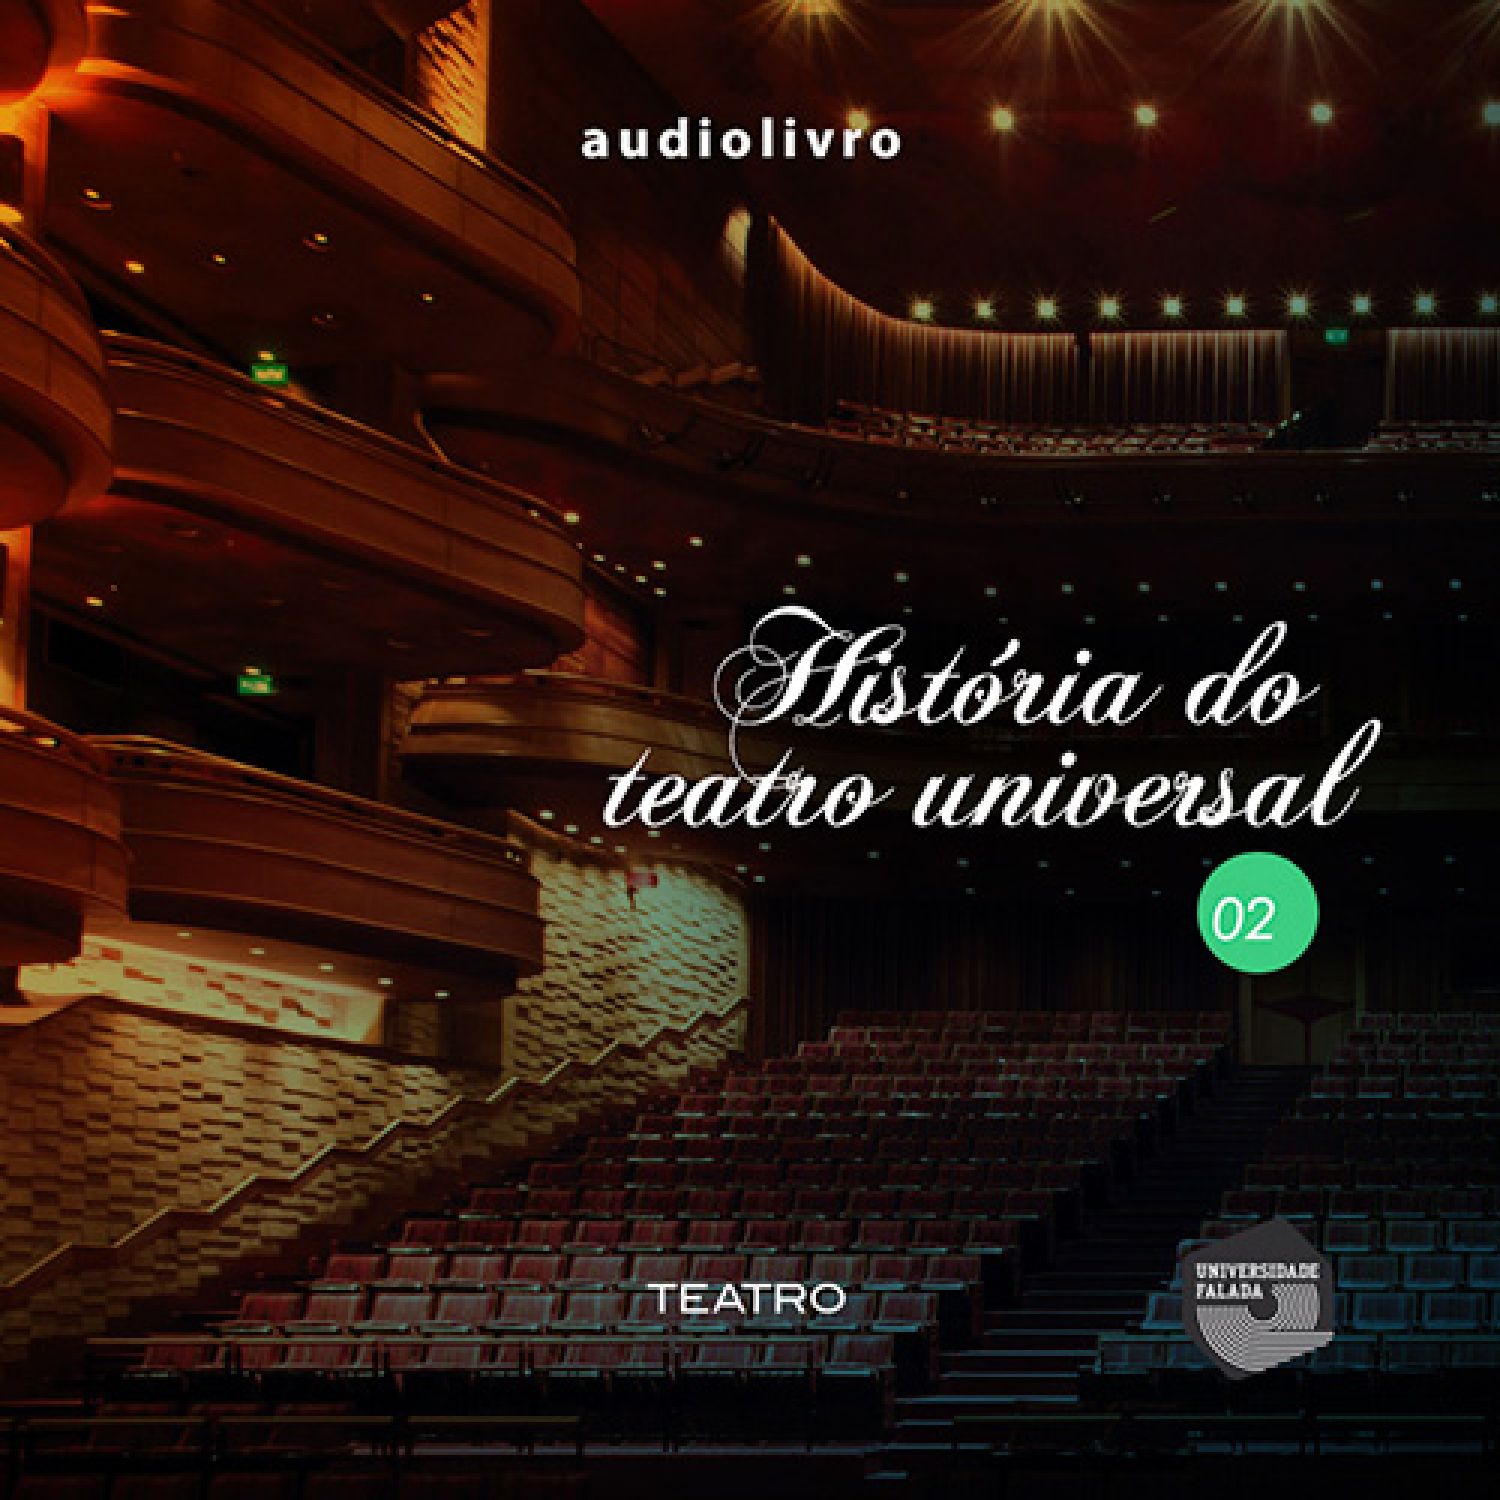 audiolivro
História do
teatro universal
02
TEATRO
UNIVERSIDADE
FALADA